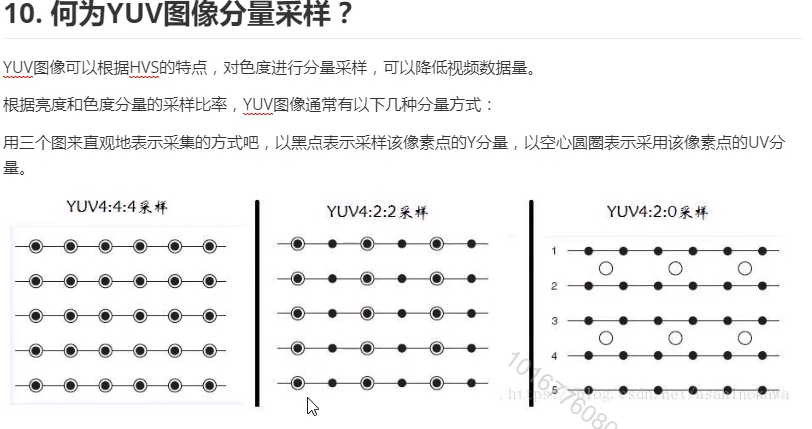 10. 何为YUV图像分量采样？
YUV图像可以根据HVS的特点，对色度进行分量采样，可以降低视频数据量。
根据亮度和色度分量的采样比率，YUV图像通常有以下几种分量方式：
用三个图来直观地表示采集的方式吧，以黑点表示采样该像素点的Y分量，以空心圆圈表示采用该像素点的UV分
量。
YUV4:4:4采样
YUV4:2:2采样
YUV4:2:0采样
1
2
3
4
5